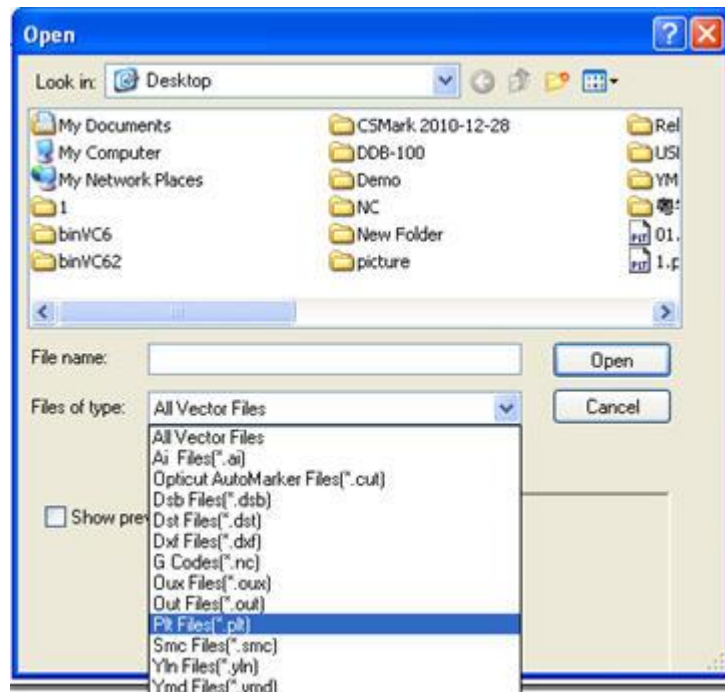 Open
Look in: Desktop
My Documents CSMark 2010-12-28 Rel
My Computer DDB-100 USI
My Network Places Demo YM
1 NC 粤
binVC6 New Folder 01.
binVC62 picture 1.p
File name: Open
Files of type: All Vector Files Cancel
All Vector Files
Ai Files(*.ai)
Opticut AutoMarker Files(*.cut)
Dsb Files(*.dsb)
Show prev Dst Files(*.dst)
Dxf Files(*.dxf)
G Codes(*.nc)
Oux Files(*.oux)
Out Files(*.out)
Plt Files(*.plt)
Smc Files(*.smc)
Yln Files(*.yln)
Ymd Files(*.ymd)